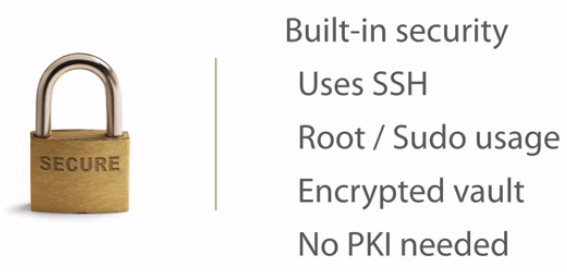 SECURE
Built-in security
Uses SSH
Root / Sudo usage
Encrypted vault
No PKI needed